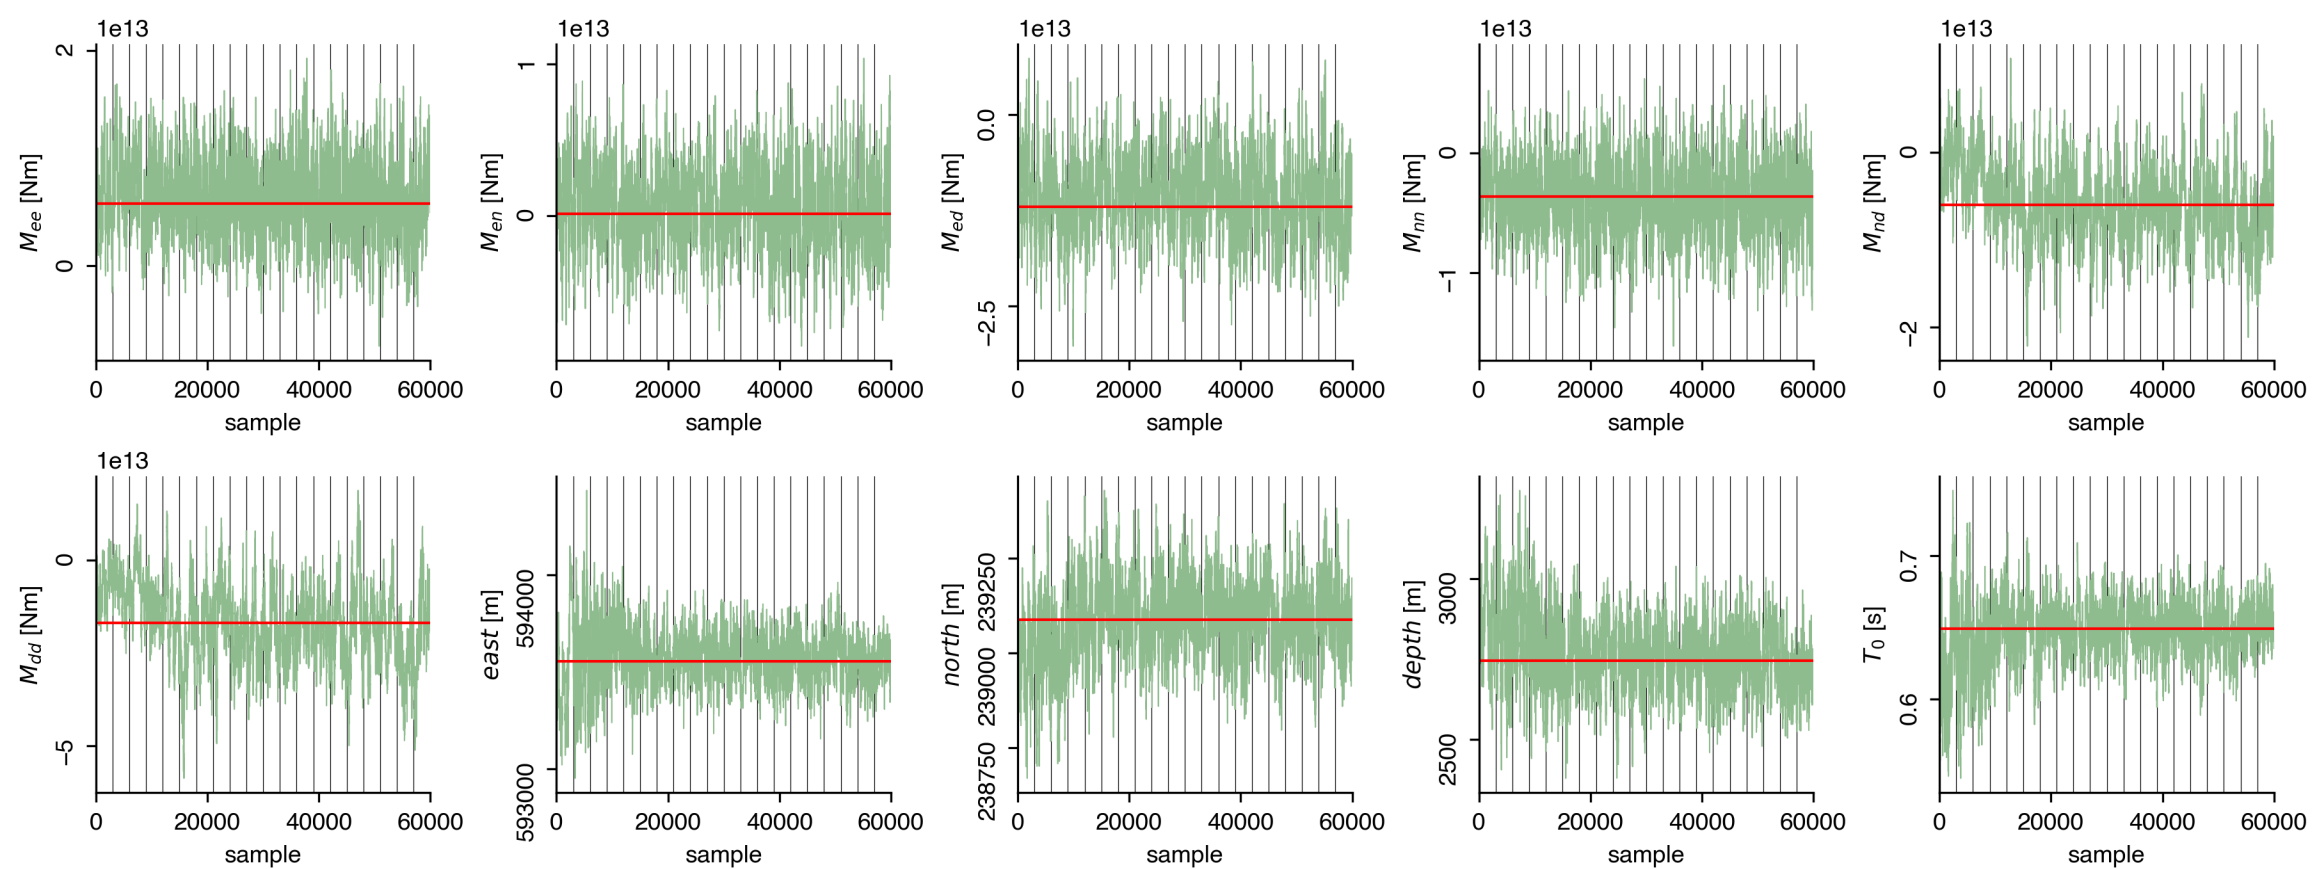 1e13 1e13 1e13 1e13 1e13
2 0 M_ee [Nm]
1 0 M_en [Nm]
0.0 −2.5 M_ed [Nm]
0 −1 M_nn [Nm]
0 −2 M_nd [Nm]
0 20000 40000 60000 0 20000 40000 60000 0 20000 40000 60000 0 20000 40000 60000 0 20000 40000 60000
sample sample sample sample sample
1e13
0 −5 M_dd [Nm]
594000 593000 east [m]
239250 239000 238750 north [m]
3000 2500 depth [m]
0.7 0.6 T_0 [s]
0 20000 40000 60000 0 20000 40000 60000 0 20000 40000 60000 0 20000 40000 60000 0 20000 40000 60000
sample sample sample sample sample